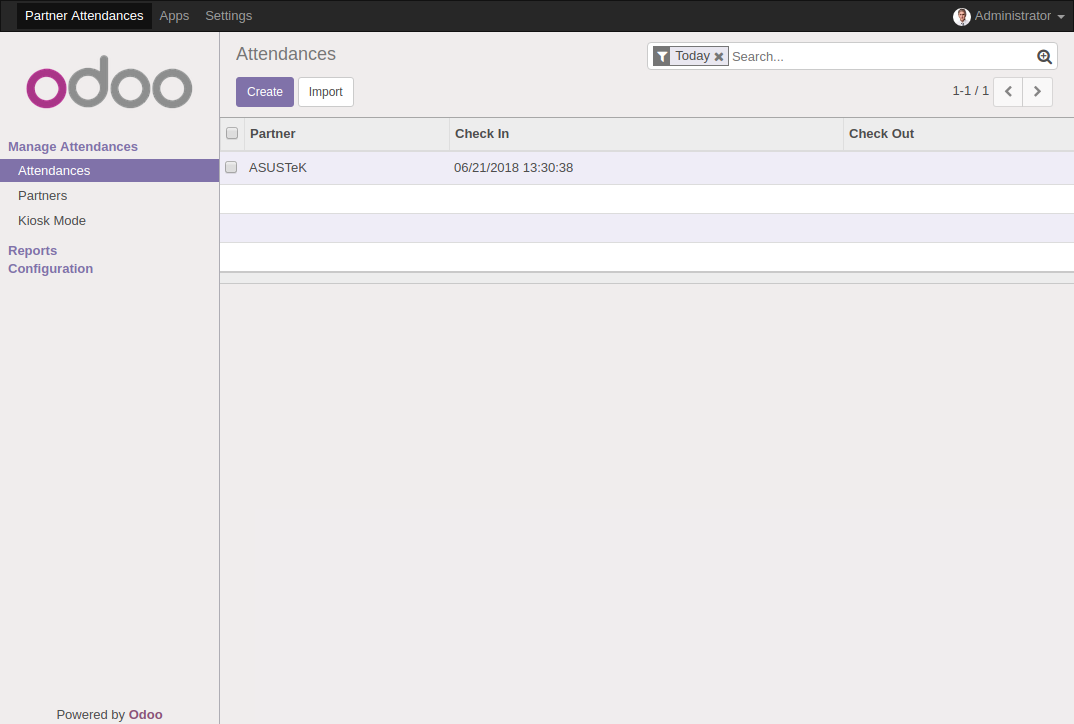 Partner Attendances Apps Settings Administrator
odoo
Attendances
Today Search...
Create Import
1-1 / 1
Manage Attendances
Attendances
Partners
Kiosk Mode
Reports
Configuration
Partner Check In Check Out
ASUSTeK 06/21/2018 13:30:38
Powered by Odoo